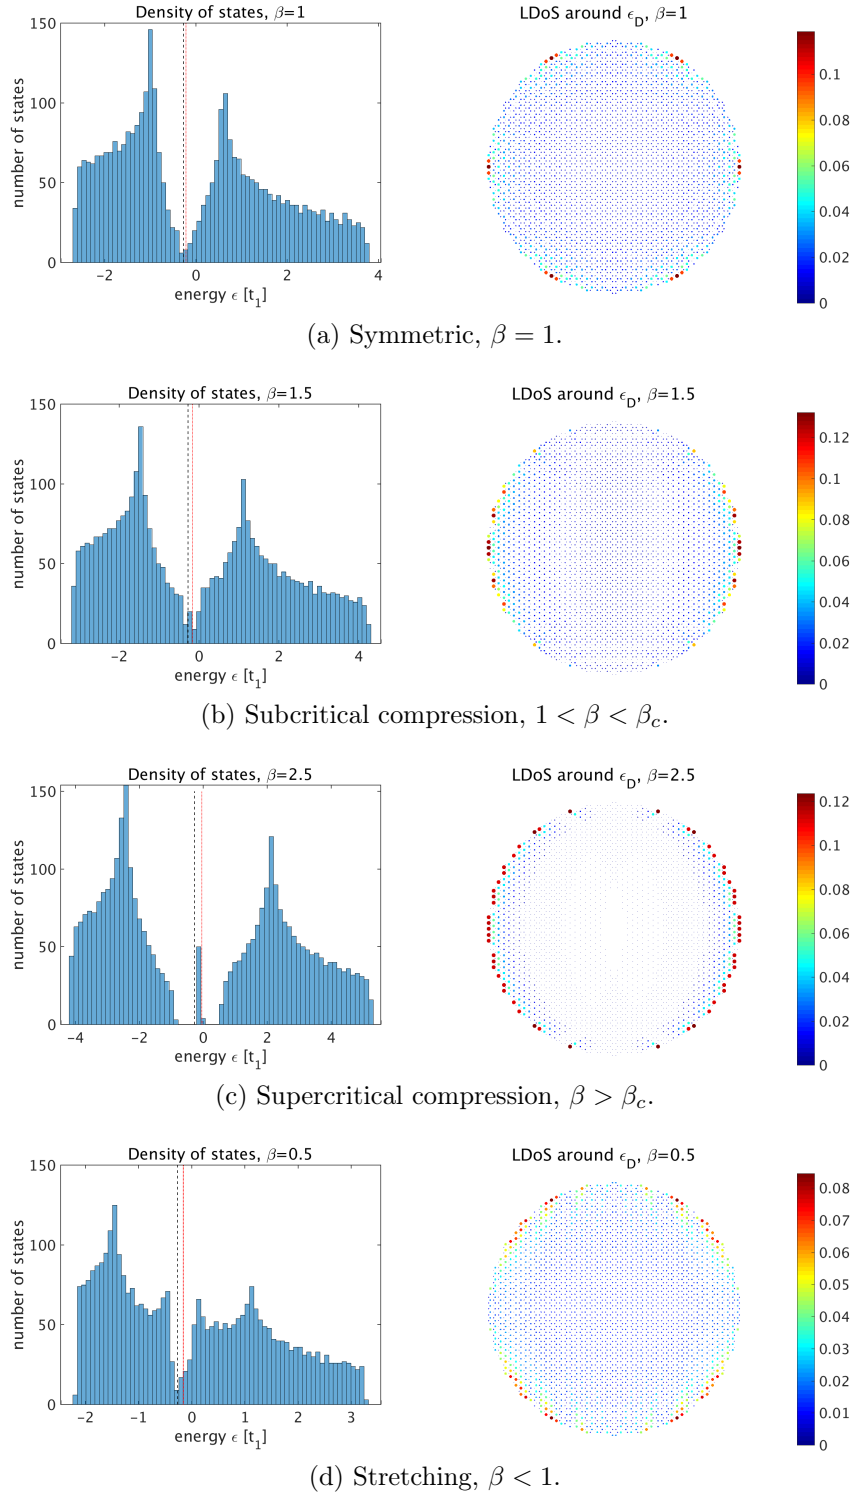 Density of states, β=1
150
100
50
0
number of states
−2 0 2 4
energy ϵ [t₁]
LDoS around ϵ_D, β=1
0.1
0.08
0.06
0.04
0.02
0
(a) Symmetric, β = 1.
Density of states, β=1.5
150
100
50
0
number of states
−2 0 2 4
energy ϵ [t₁]
LDoS around ϵ_D, β=1.5
0.12
0.1
0.08
0.06
0.04
0.02
0
(b) Subcritical compression, 1 < β < β_c.
Density of states, β=2.5
150
100
50
0
number of states
−4 −2 0 2 4
energy ϵ [t₁]
LDoS around ϵ_D, β=2.5
0.12
0.1
0.08
0.06
0.04
0.02
0
(c) Supercritical compression, β > β_c.
Density of states, β=0.5
150
100
50
0
number of states
−2 −1 0 1 2 3
energy ϵ [t₁]
LDoS around ϵ_D, β=0.5
0.08
0.07
0.06
0.05
0.04
0.03
0.02
0.01
0
(d) Stretching, β < 1.